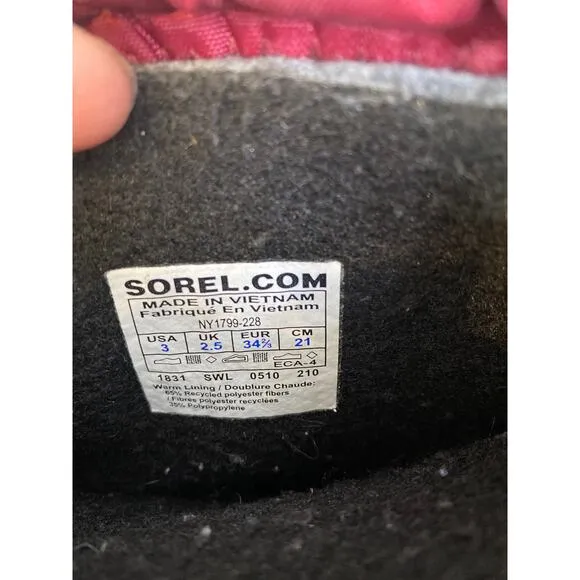 SOREL.COM
MADE IN VIETNAM
Fabriqué En Vietnam
NY1799-228
USA UK EUR CM
3 2.5 34⅔ 21
ECA-4
1831 SWL 0510 210
Warm Lining / Doublure Chaude:
65% Recycled polyester fibers
/ Fibres polyester recyclées
35% Polypropylene